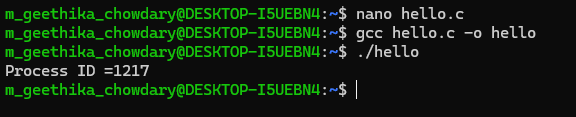 m_geethika_chowdary@DESKTOP-I5UEBN4:~$ nano hello.c
m_geethika_chowdary@DESKTOP-I5UEBN4:~$ gcc hello.c -o hello
m_geethika_chowdary@DESKTOP-I5UEBN4:~$ ./hello
Process ID =1217
m_geethika_chowdary@DESKTOP-I5UEBN4:~$